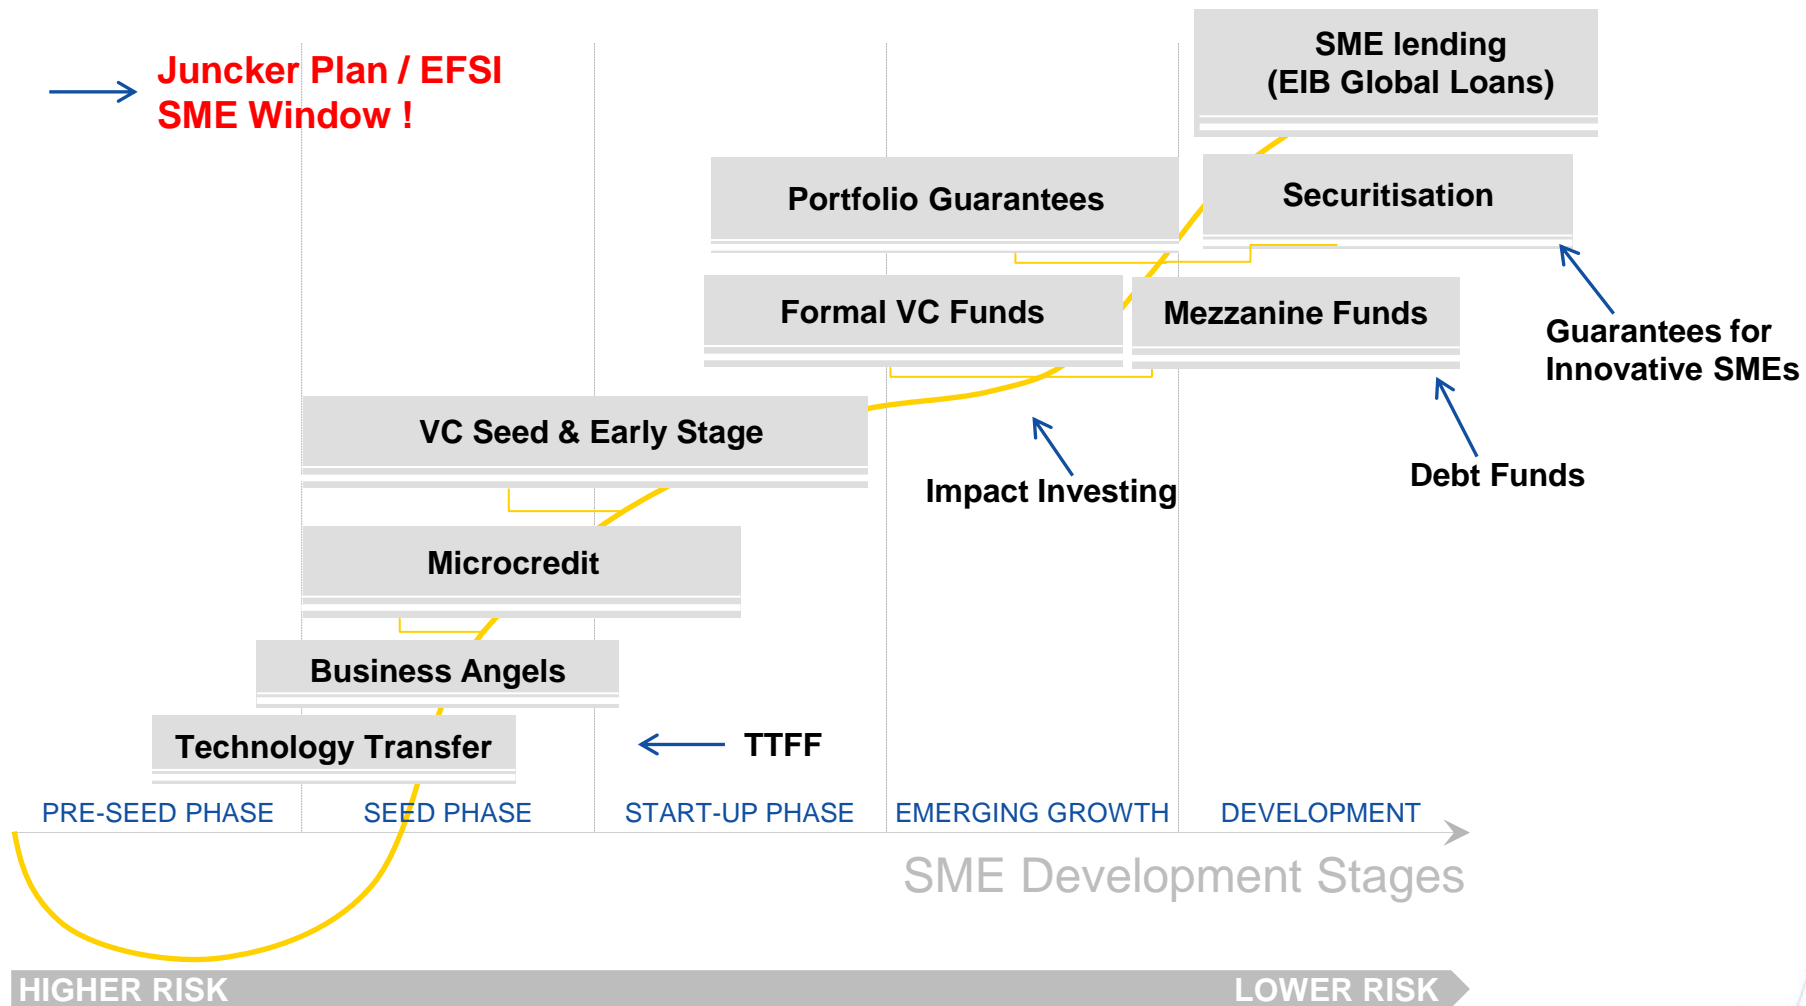 Juncker Plan / EFSI
SME Window !
SME lending
(EIB Global Loans)
Portfolio Guarantees
Securitisation
Formal VC Funds
Mezzanine Funds
Guarantees for
Innovative SMEs
VC Seed & Early Stage
Impact Investing
Debt Funds
Microcredit
Business Angels
Technology Transfer
TTFF
PRE-SEED PHASE
SEED PHASE
START-UP PHASE
EMERGING GROWTH
DEVELOPMENT
SME Development Stages
HIGHER RISK
LOWER RISK